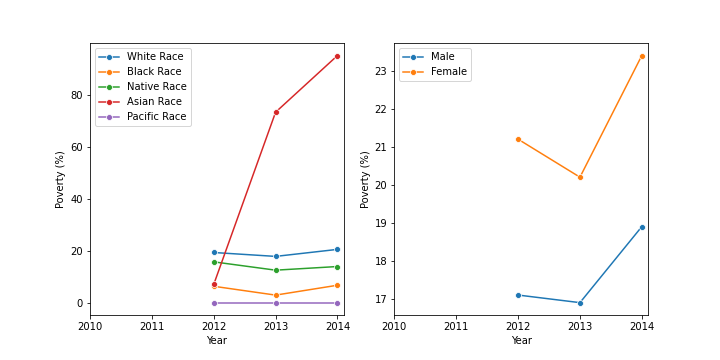 White Race
Black Race
Native Race
Asian Race
Pacific Race
Poverty (%)
80
60
40
20
0
2010 2011 2012 2013 2014
Year
Male
Female
Poverty (%)
23
22
21
20
19
18
17
2010 2011 2012 2013 2014
Year